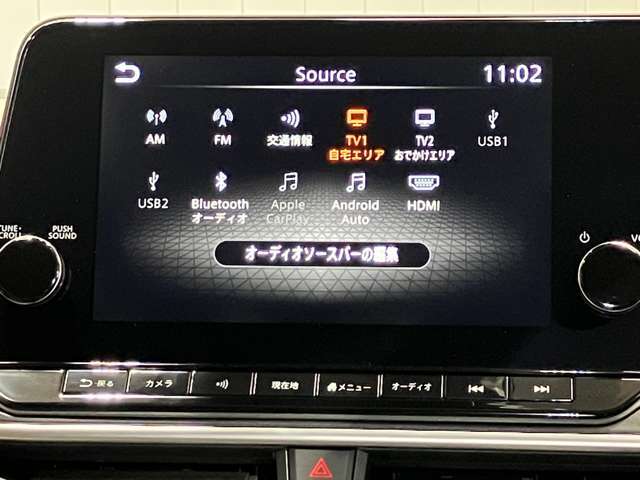 Source
11:02
AM
FM
交通情報
TV1
自宅エリア
TV2
おでかけエリア
USB1
USB2
Bluetooth
オーディオ
Apple
CarPlay
Android
Auto
HDMI
オーディオソースバーの編集
TUNE・
SCROLL
PUSH
SOUND
VO
戻る
カメラ
現在地
メニュー
オーディオ